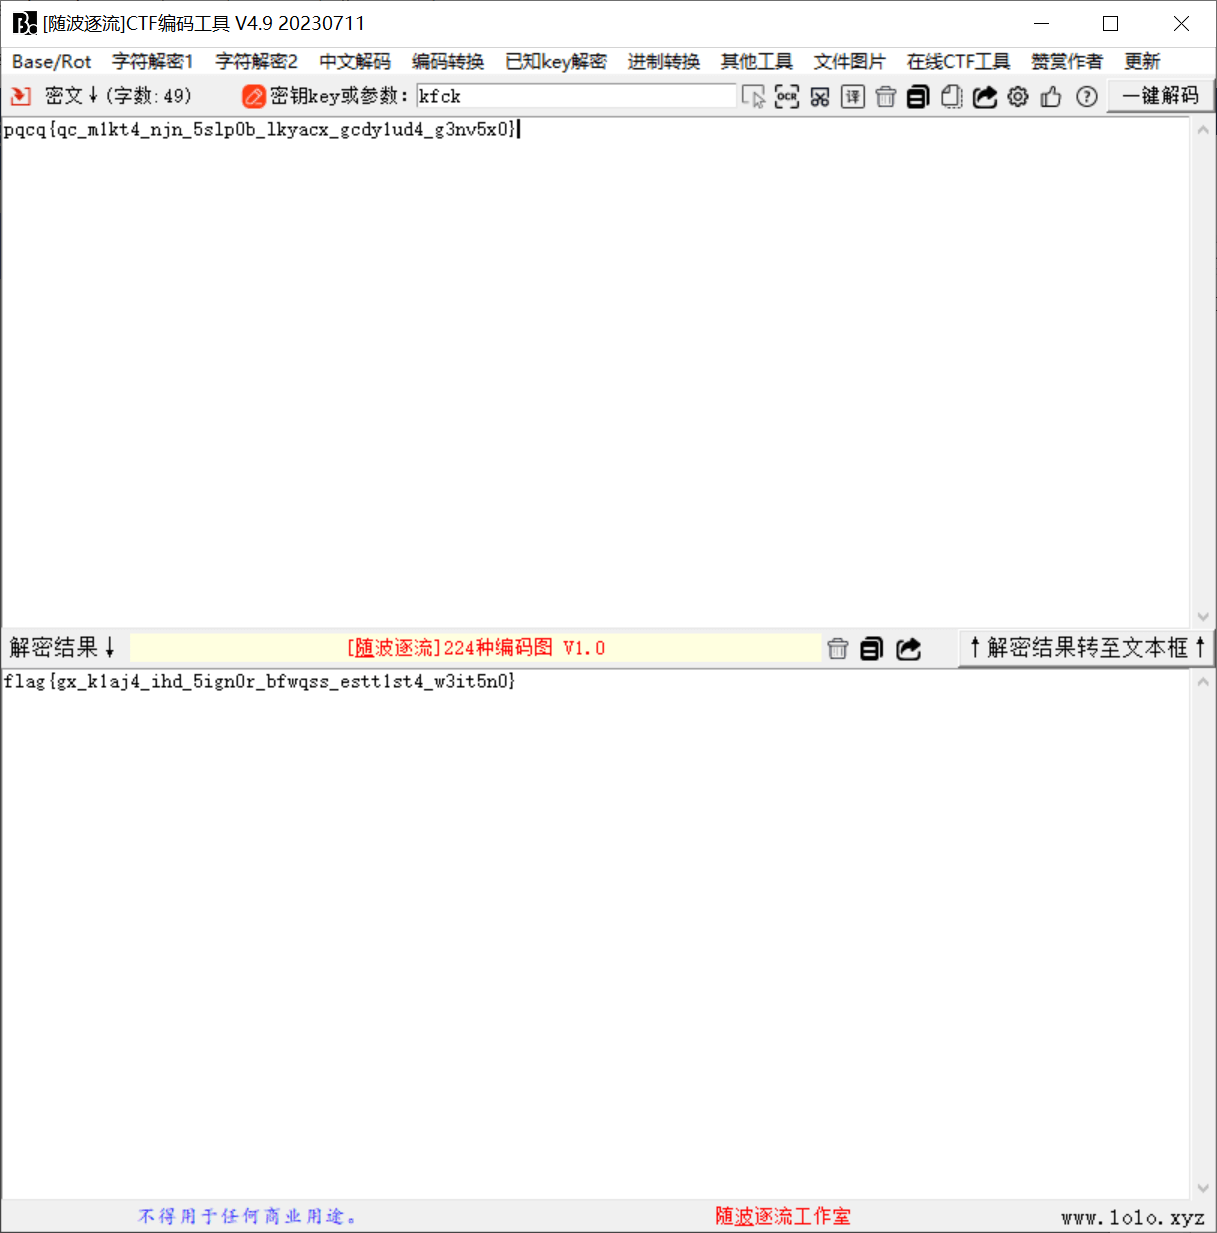 [随波逐流]CTF编码工具 V4.9 20230711
Base/Rot 字符解密1 字符解密2 中文解码 编码转换 已知key解密 进制转换 其他工具 文件图片 在线CTF工具 赞赏作者 更新
密文↓(字数:49) 密钥key或参数: kfck OCR 译 一键解码
pqcq{qc_m1kt4_njn_5slp0b_lkyacx_gcdy1ud4_g3nv5x0}
解密结果↓ [随波逐流]224种编码图 V1.0 ↑解密结果转至文本框↑
flag{gx_k1aj4_ihd_5ign0r_bfwqss_estt1st4_w3it5n0}
不得用于任何商业用途。 随波逐流工作室 www.1o1o.xyz